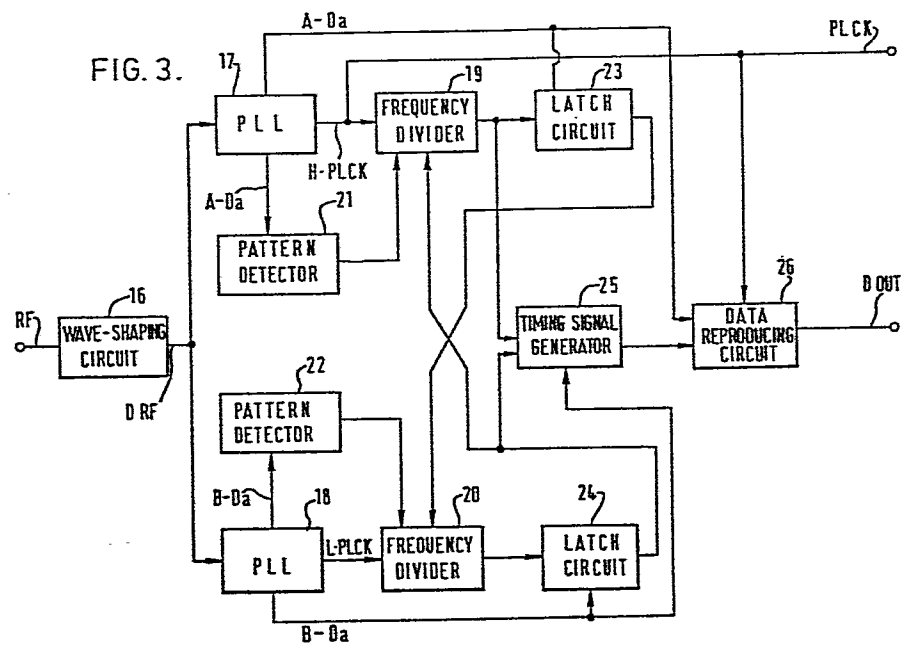 FIG. 3.
A-Da
PLCK
17
19
23
PLL
FREQUENCY
DIVIDER
LATCH
CIRCUIT
H-PLCK
A-Da
21
PATTERN
DETECTOR
25
26
D OUT
RF
16
WAVE-SHAPING
CIRCUIT
TIMING SIGNAL
GENERATOR
DATA
REPRODUCING
CIRCUIT
D RF
22
PATTERN
DETECTOR
B-Da
18
20
24
PLL
L-PLCK
FREQUENCY
DIVIDER
LATCH
CIRCUIT
B-Da